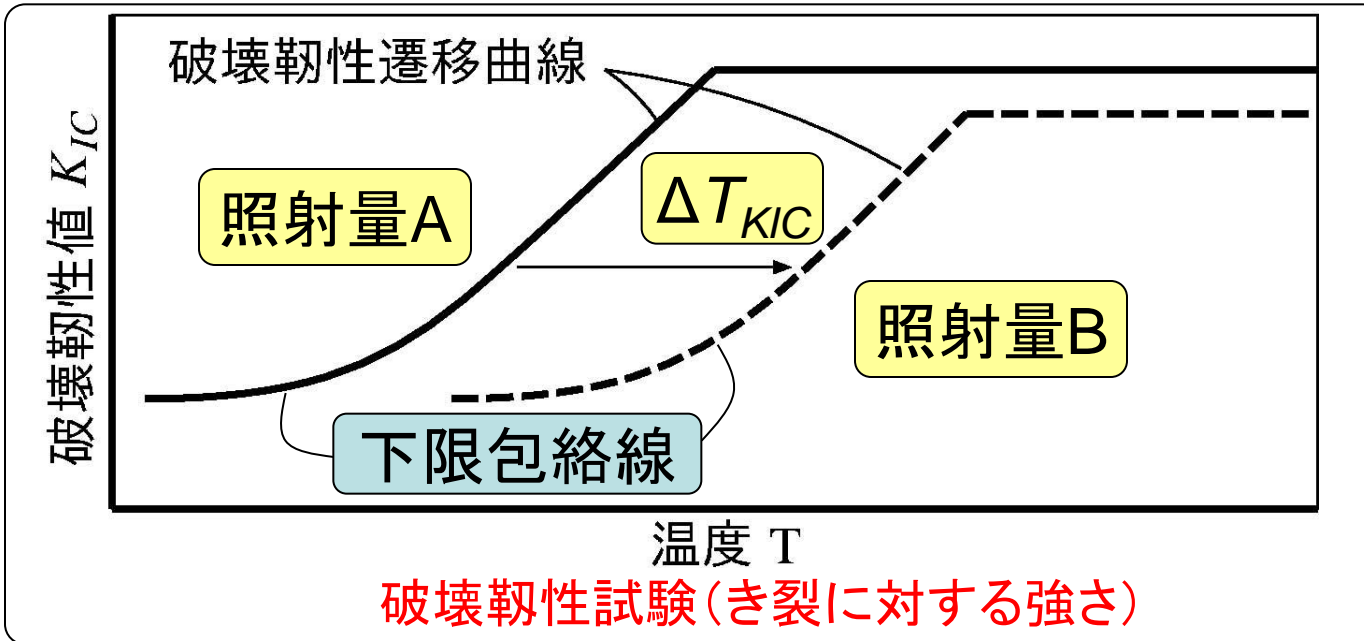 破壊靭性遷移曲線
破壊靭性値 K_IC
照射量A
ΔT_KIC
照射量B
下限包絡線
温度 T
破壊靭性試験(き裂に対する強さ)